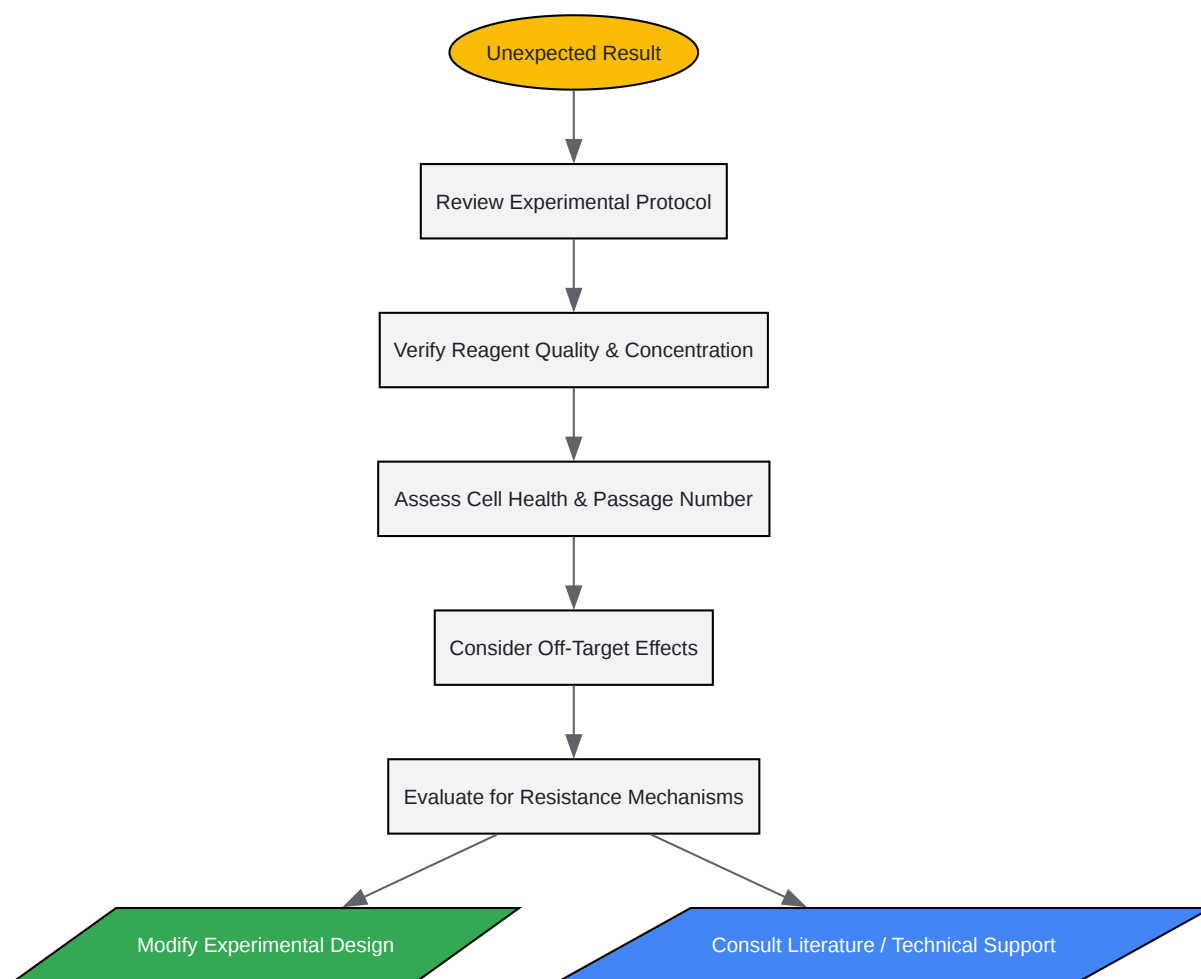 Unexpected Result
Review Experimental Protocol
Verify Reagent Quality & Concentration
Assess Cell Health & Passage Number
Consider Off-Target Effects
Evaluate for Resistance Mechanisms
Modify Experimental Design
Consult Literature / Technical Support